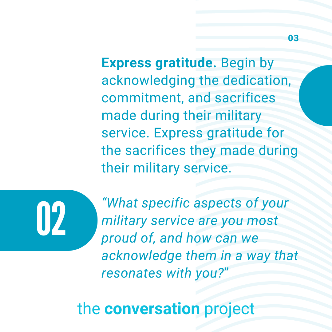 03
Express gratitude. Begin by
acknowledging the dedication,
commitment, and sacrifices
made during their military
service. Express gratitude for
the sacrifices they made during
their military service.
02
“What specific aspects of your
military service are you most
proud of, and how can we
acknowledge them in a way that
resonates with you?"
the conversation project